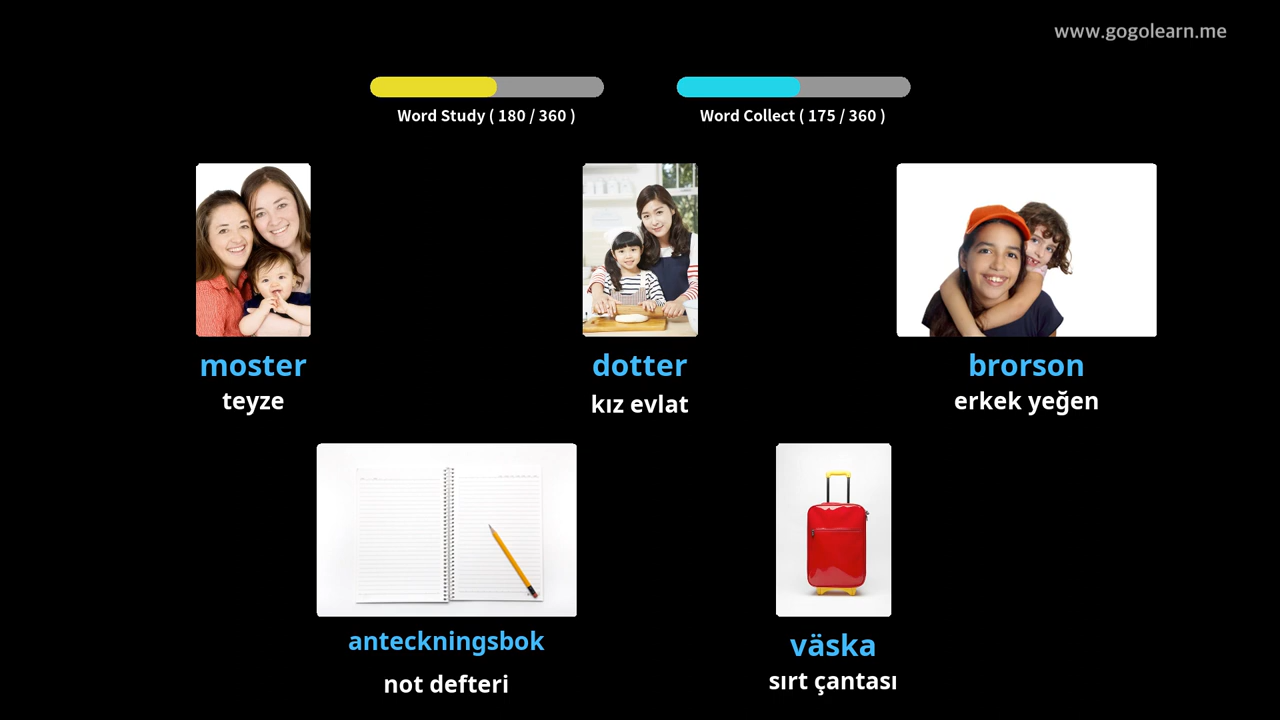 www.gogolearn.me
Word Study ( 180 / 360 )
Word Collect ( 175 / 360 )
moster
teyze
dotter
kız evlat
brorson
erkek yeğen
anteckningsbok
not defteri
väska
sırt çantası